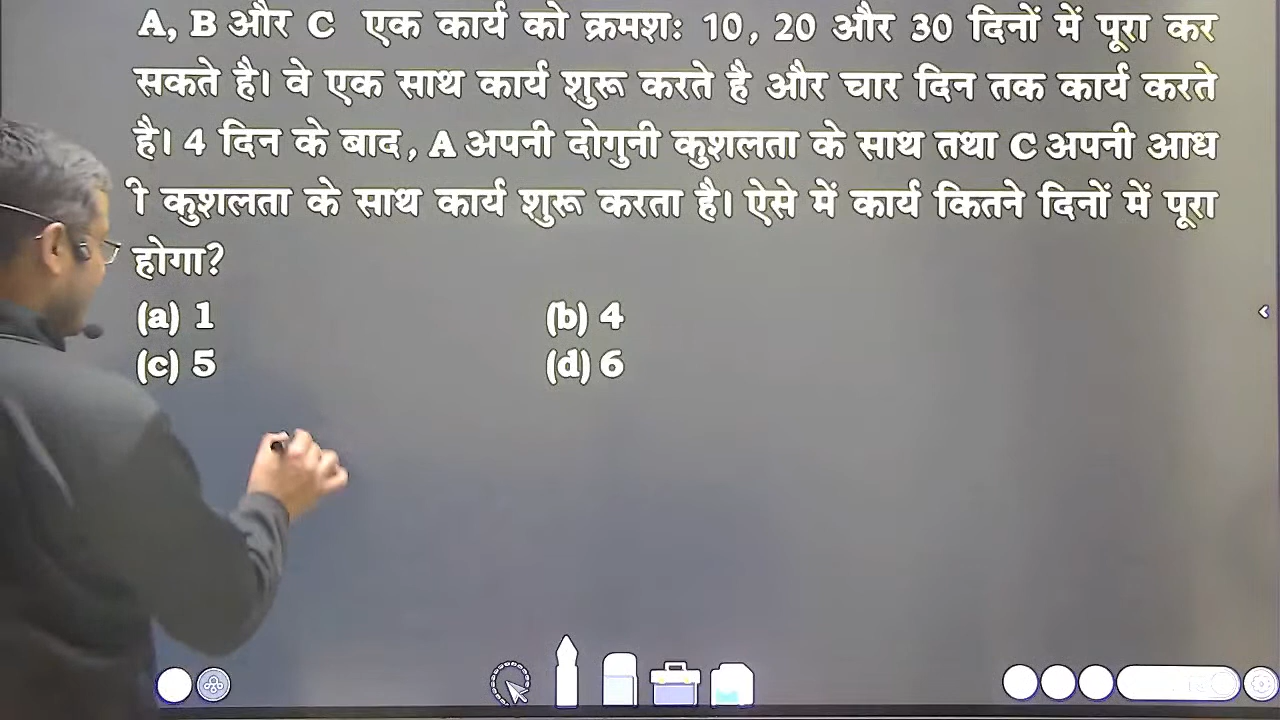 A, B और C एक कार्य को क्रमशः 10, 20 और 30 दिनों में पूरा कर
सकते है। वे एक साथ कार्य शुरू करते है और चार दिन तक कार्य करते
है। 4 दिन के बाद, A अपनी दोगुनी कुशलता के साथ तथा C अपनी आध
ी कुशलता के साथ कार्य शुरू करता है। ऐसे में कार्य कितने दिनों में पूरा
होगा?
(a) 1 (b) 4
(c) 5 (d) 6